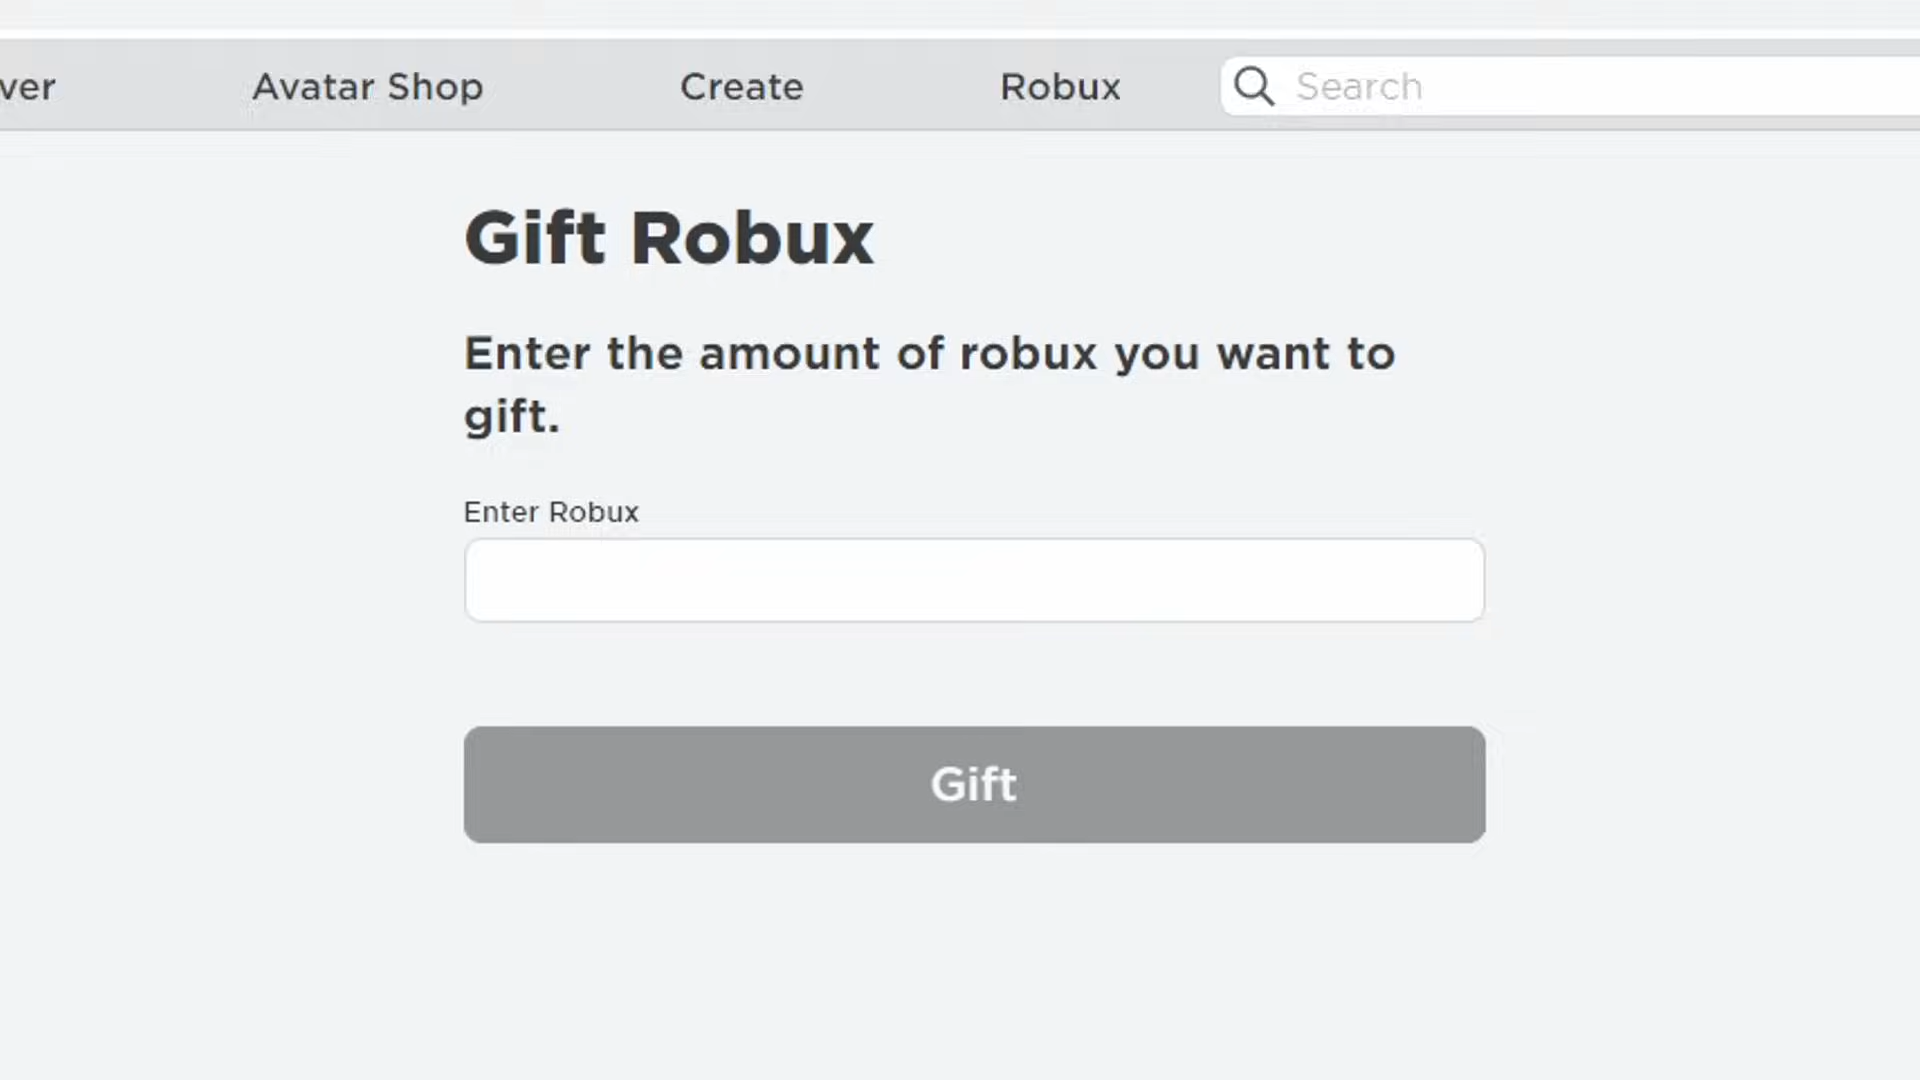 ver Avatar Shop Create Robux Search
Gift Robux
Enter the amount of robux you want to
gift.
Enter Robux
Gift